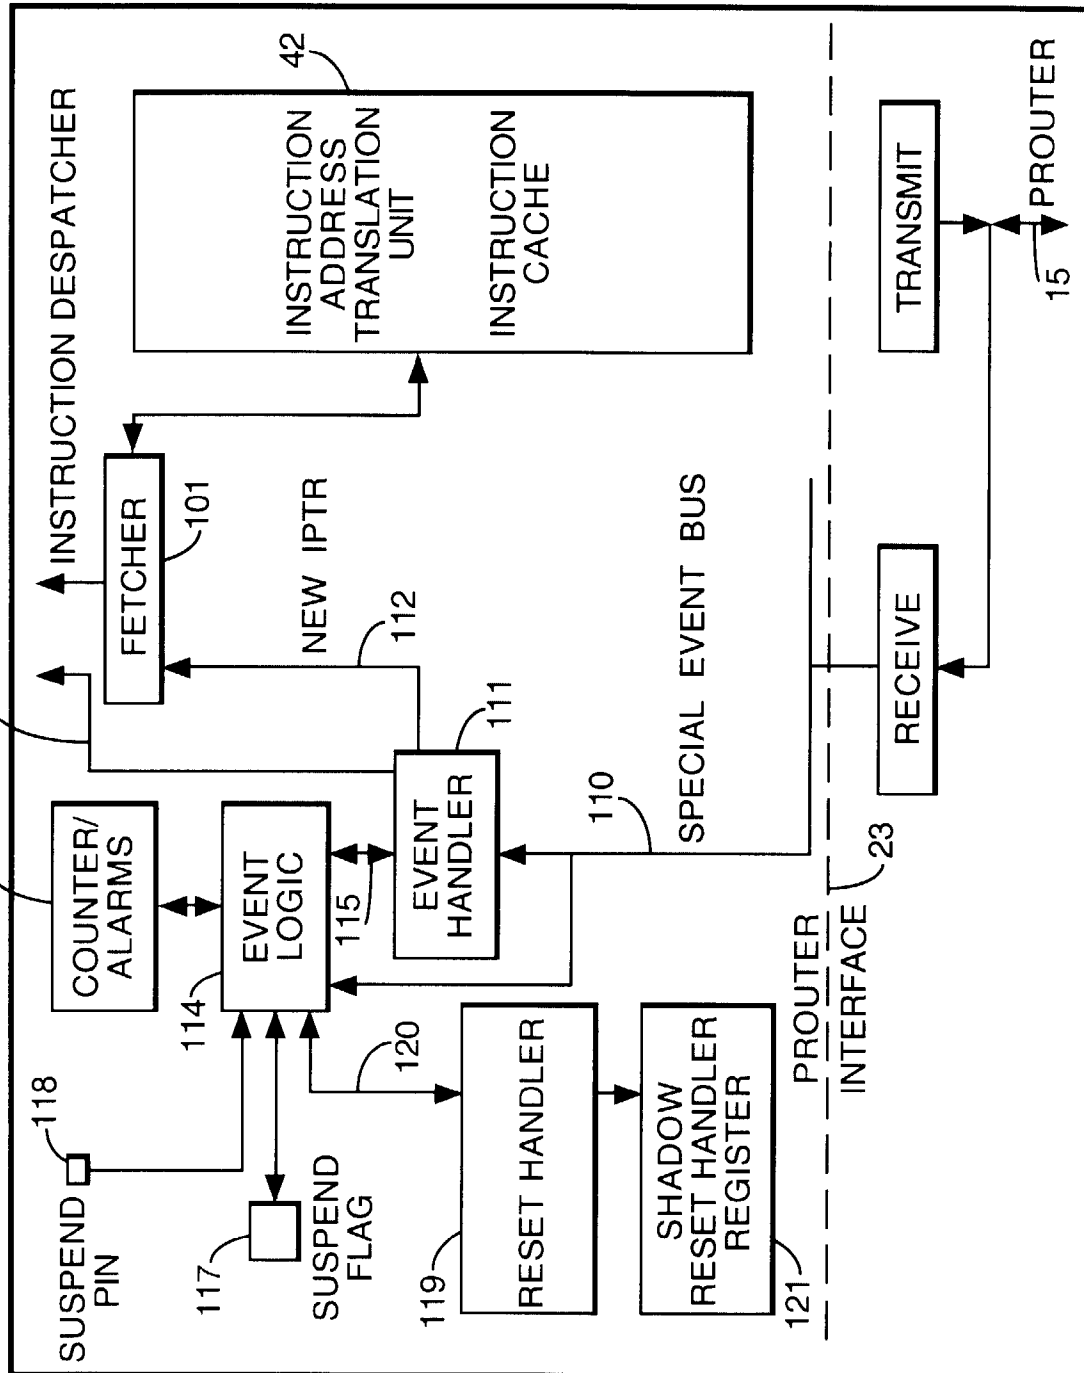 SUSPEND
PIN
118
117
SUSPEND
FLAG
COUNTER/
ALARMS
114
EVENT
LOGIC
115
120
119
RESET HANDLER
SHADOW
RESET HANDLER
REGISTER
121
INSTRUCTION DESPATCHER
FETCHER
101
NEW IPTR
112
EVENT
HANDLER
111
110
SPECIAL EVENT BUS
42
INSTRUCTION
ADDRESS
TRANSLATION
UNIT
INSTRUCTION
CACHE
PROUTER
INTERFACE
23
RECEIVE
TRANSMIT
15
PROUTER